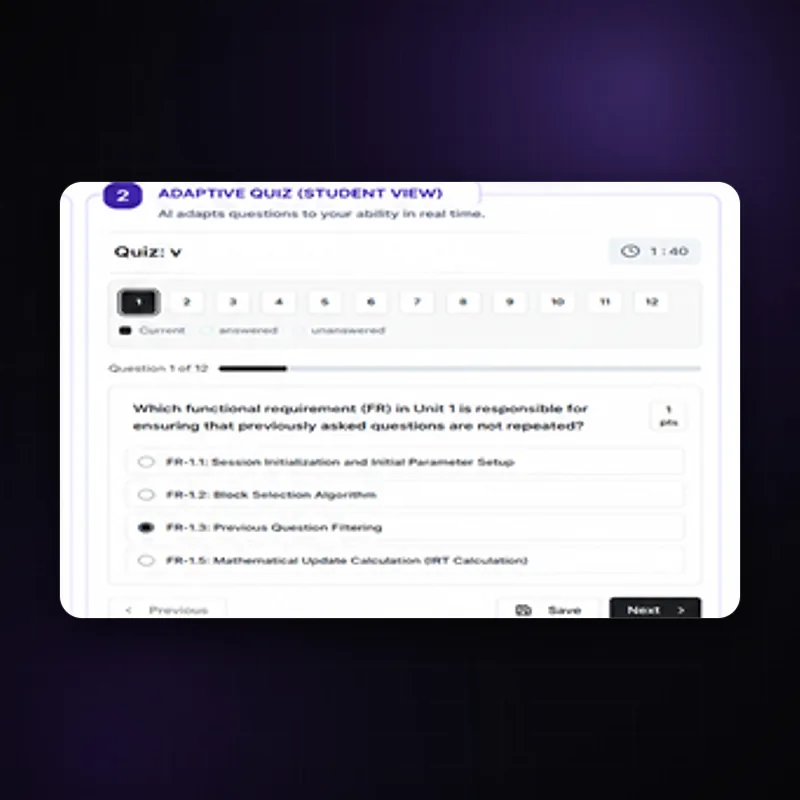 2 ADAPTIVE QUIZ (STUDENT VIEW)
AI adapts questions to your ability in real time.
Quiz: v
1:40
1 2 3 4 5 6 7 8 9 10 11 12
Current answered unanswered
Question 1 of 12
Which functional requirement (FR) in Unit 1 is responsible for
ensuring that previously asked questions are not repeated?
1
pts
FR-1.1: Session Initialization and Initial Parameter Setup
FR-1.2: Block Selection Algorithm
FR-1.3: Previous Question Filtering
FR-1.5: Mathematical Update Calculation (IRT Calculation)
< Previous
Save
Next >